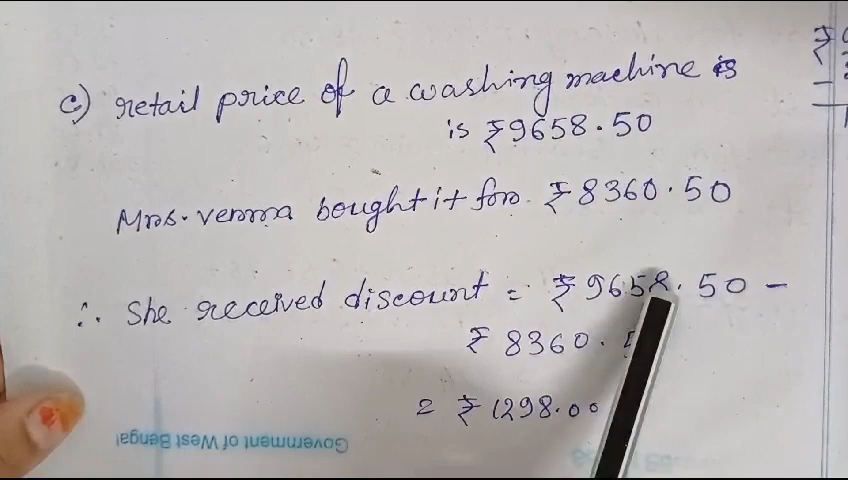 c) retail price of a washing machine is
is ₹9658.50
Mrs. verma bought it for ₹8360.50
∴ She received discount = ₹9658.50 -
₹8360.
= ₹1298.00
Government of West Bengal
₹
-